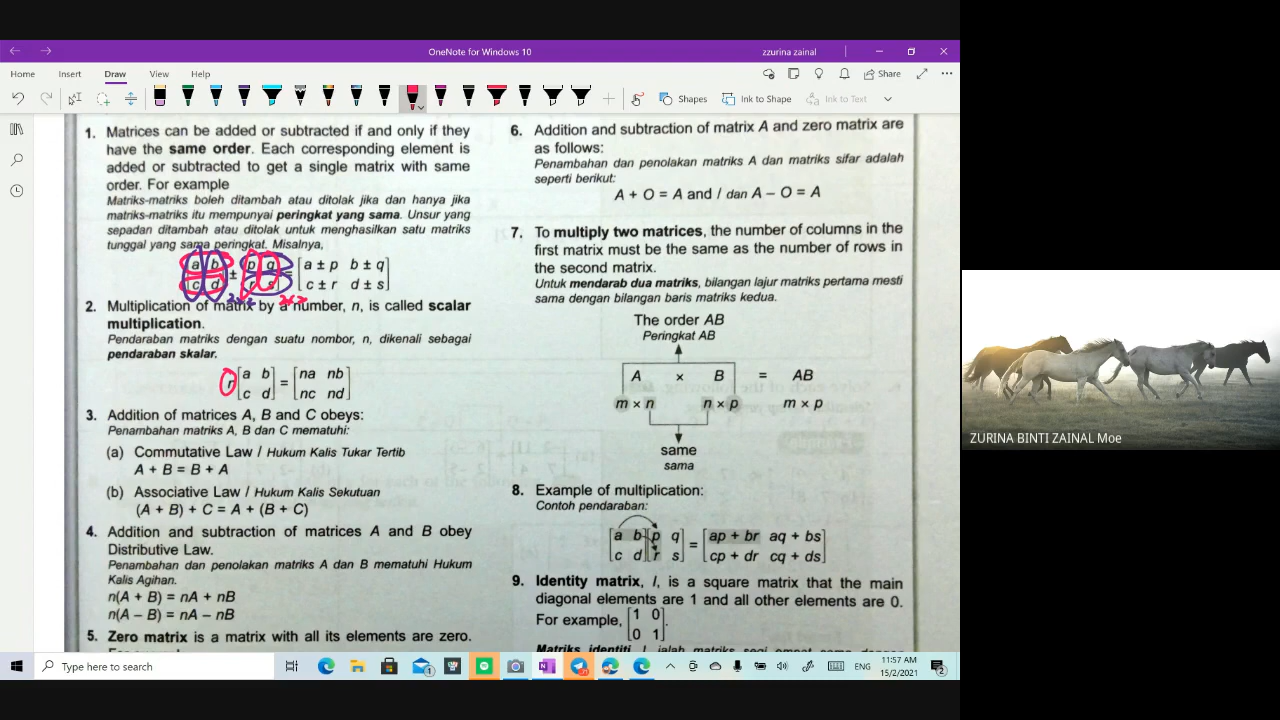 OneNote for Windows 10
zzurina zainal
Home Insert Draw View Help
Share
Shapes Ink to Shape Ink to Text
1. Matrices can be added or subtracted if and only if they
have the same order. Each corresponding element is
added or subtracted to get a single matrix with same
order. For example
Matriks-matriks boleh ditambah atau ditolak jika dan hanya jika
matriks-matriks itu mempunyai peringkat yang sama. Unsur yang
sepadan ditambah atau ditolak untuk menghasilkan satu matriks
tunggal yang sama peringkat. Misalnya,
[a b] ± [p q] = [a ± p b ± q]
[c d] [r s] [c ± r d ± s]
2×2 2×2
2. Multiplication of matrix by a number, n, is called scalar
multiplication.
Pendaraban matriks dengan suatu nombor, n, dikenali sebagai
pendaraban skalar.
n[a b] = [na nb]
[c d] [nc nd]
3. Addition of matrices A, B and C obeys:
Penambahan matriks A, B dan C mematuhi:
(a) Commutative Law / Hukum Kalis Tukar Tertib
A + B = B + A
(b) Associative Law / Hukum Kalis Sekutuan
(A + B) + C = A + (B + C)
4. Addition and subtraction of matrices A and B obey
Distributive Law.
Penambahan dan penolakan matriks A dan B mematuhi Hukum
Kalis Agihan.
n(A + B) = nA + nB
n(A − B) = nA − nB
5. Zero matrix is a matrix with all its elements are zero.
6. Addition and subtraction of matrix A and zero matrix are
as follows:
Penambahan dan penolakan matriks A dan matriks sifar adalah
seperti berikut:
A + O = A and / dan A − O = A
7. To multiply two matrices, the number of columns in the
first matrix must be the same as the number of rows in
the second matrix.
Untuk mendarab dua matriks, bilangan lajur matriks pertama mesti
sama dengan bilangan baris matriks kedua.
The order AB
Peringkat AB
A × B = AB
m × n n × p m × p
same
sama
8. Example of multiplication:
Contoh pendaraban:
[a b][p q] = [ap + br aq + bs]
[c d][r s] [cp + dr cq + ds]
9. Identity matrix, I, is a square matrix that the main
diagonal elements are 1 and all other elements are 0.
For example, [1 0]
[0 1].
Matriks identiti, I, ialah matriks segi empat sama dengan
ZURINA BINTI ZAINAL Moe
Type here to search
ENG
11:57 AM
15/2/2021